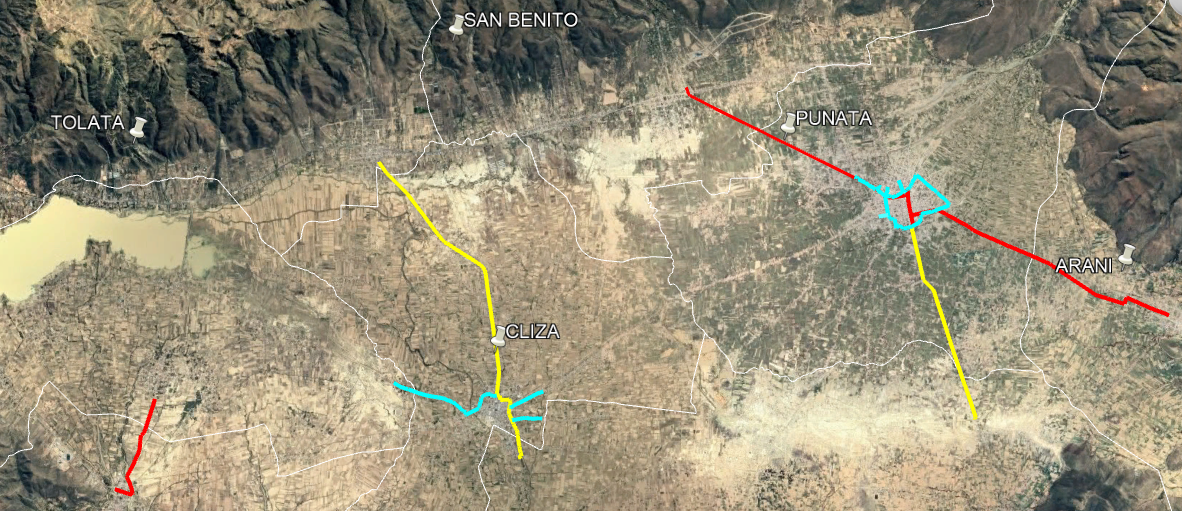 SAN BENITO
TOLATA
PUNATA
ARANI
CLIZA